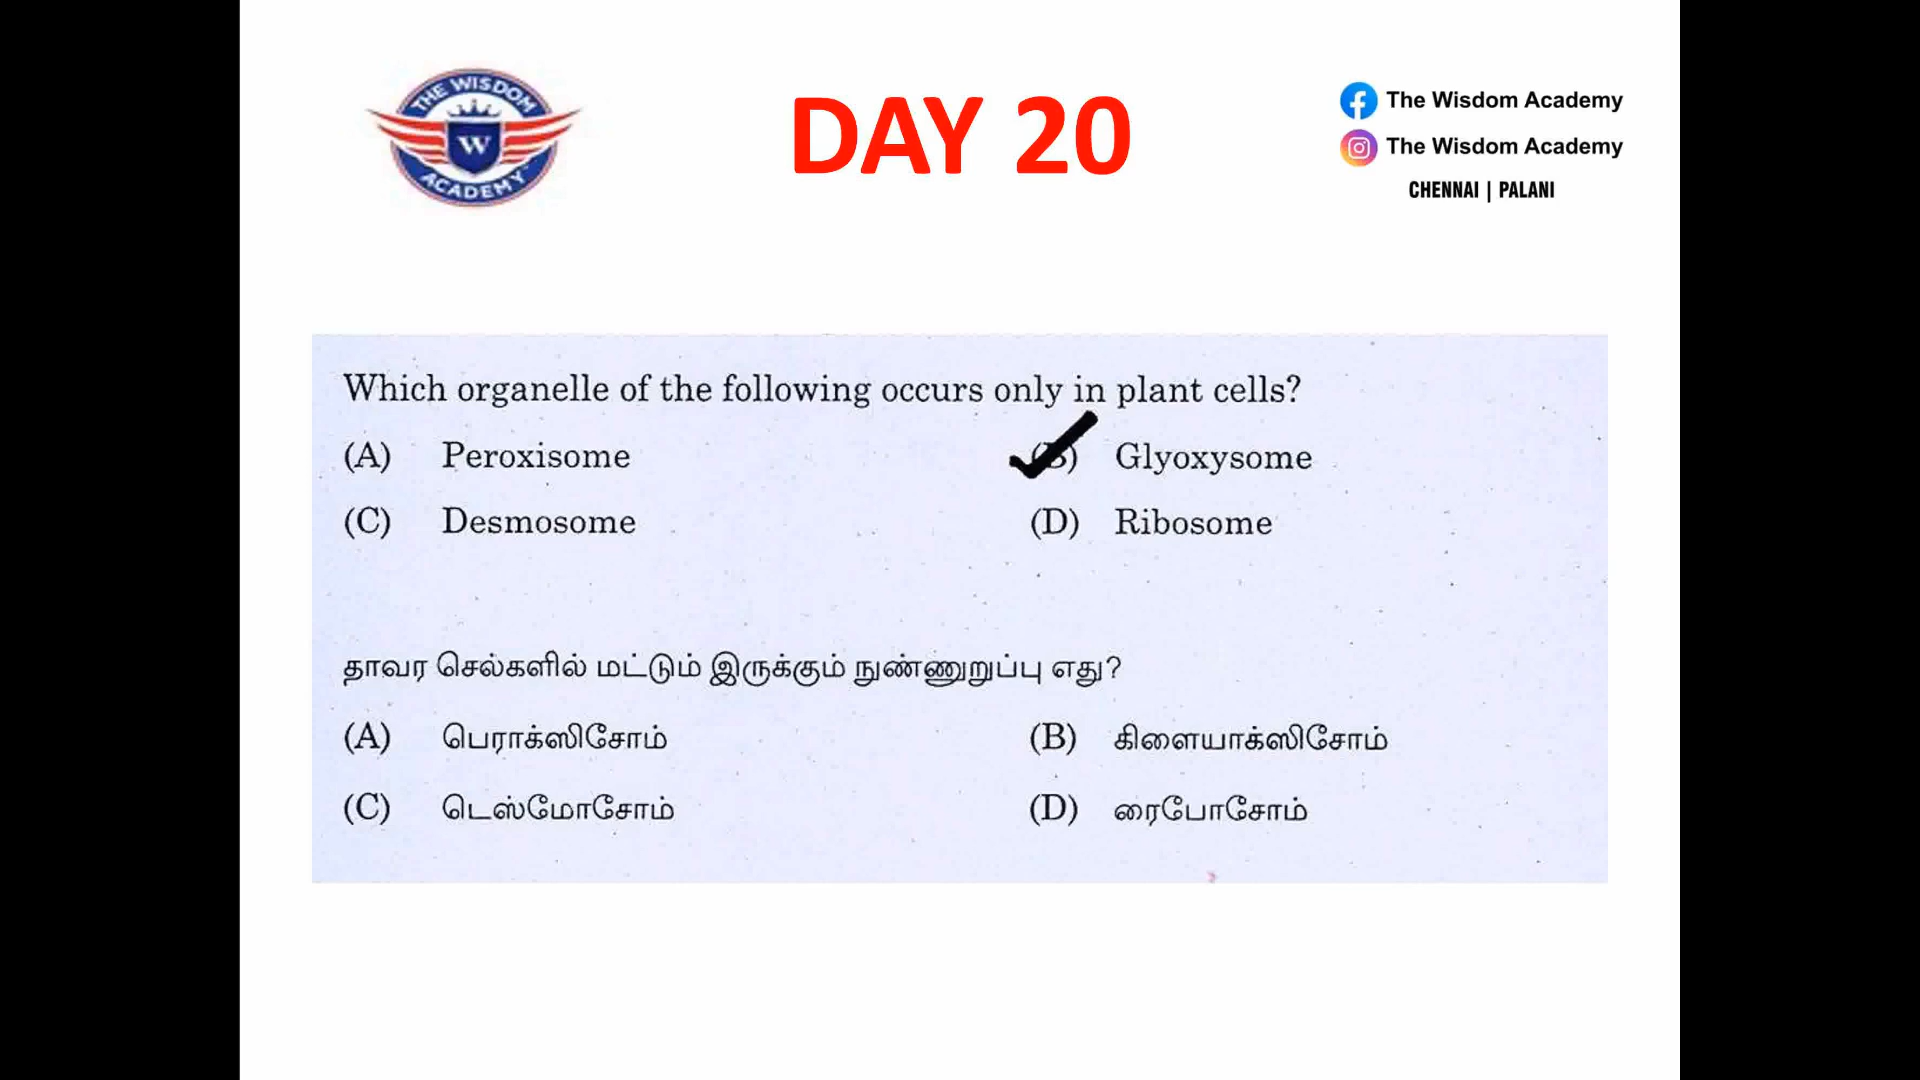 THE WISDOM
W
ACADEMY
DAY 20
The Wisdom Academy
The Wisdom Academy
CHENNAI | PALANI
Which organelle of the following occurs only in plant cells?
(A) Peroxisome (B) Glyoxysome
(C) Desmosome (D) Ribosome
தாவர செல்களில் மட்டும் இருக்கும் நுண்ணுறுப்பு எது?
(A) பெராக்ஸிசோம் (B) கிளையாக்ஸிசோம்
(C) டெஸ்மோசோம் (D) ரைபோசோம்